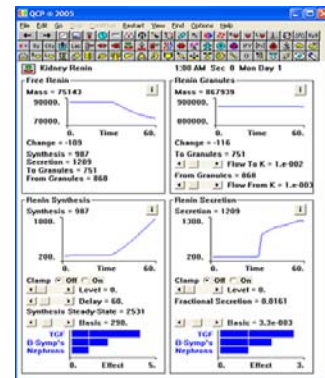 QCP © 2005
File Edit Go Stop Continue Restart View Find Options Help
Kidney Renin 1:00 AM Sec 0 Mon Day 1
Free Renin
Mass = 75143
90000.
70000.
0. Time 60.
Change = -109
Synthesis = 987
Secretion = 1209
To Granules = 751
From Granules = 868
Renin Granules
Mass = 867939
900000.
800000.
0. Time 60.
Change = -116
To Granules = 751
Flow To K = 1.e-002
From Granules = 868
Flow From K = 1.e-003
Renin Synthesis
Synthesis = 987
1000.
200.
0. Time 60.
Clamp Off On
Level = 0.
Delay = 60.
Synthesis Steady-State = 2531
Basic = 290.
TGF
B-Symp's
Nephrons
0. Effect 5.
Renin Secretion
Secretion = 1209
1300.
200.
0. Time 60.
Clamp Off On
Level = 0.
Fractional Secretion = 0.0161
Basic = 3.3e-003
TGF
B-Symp's
Nephrons
0. Effect 3.